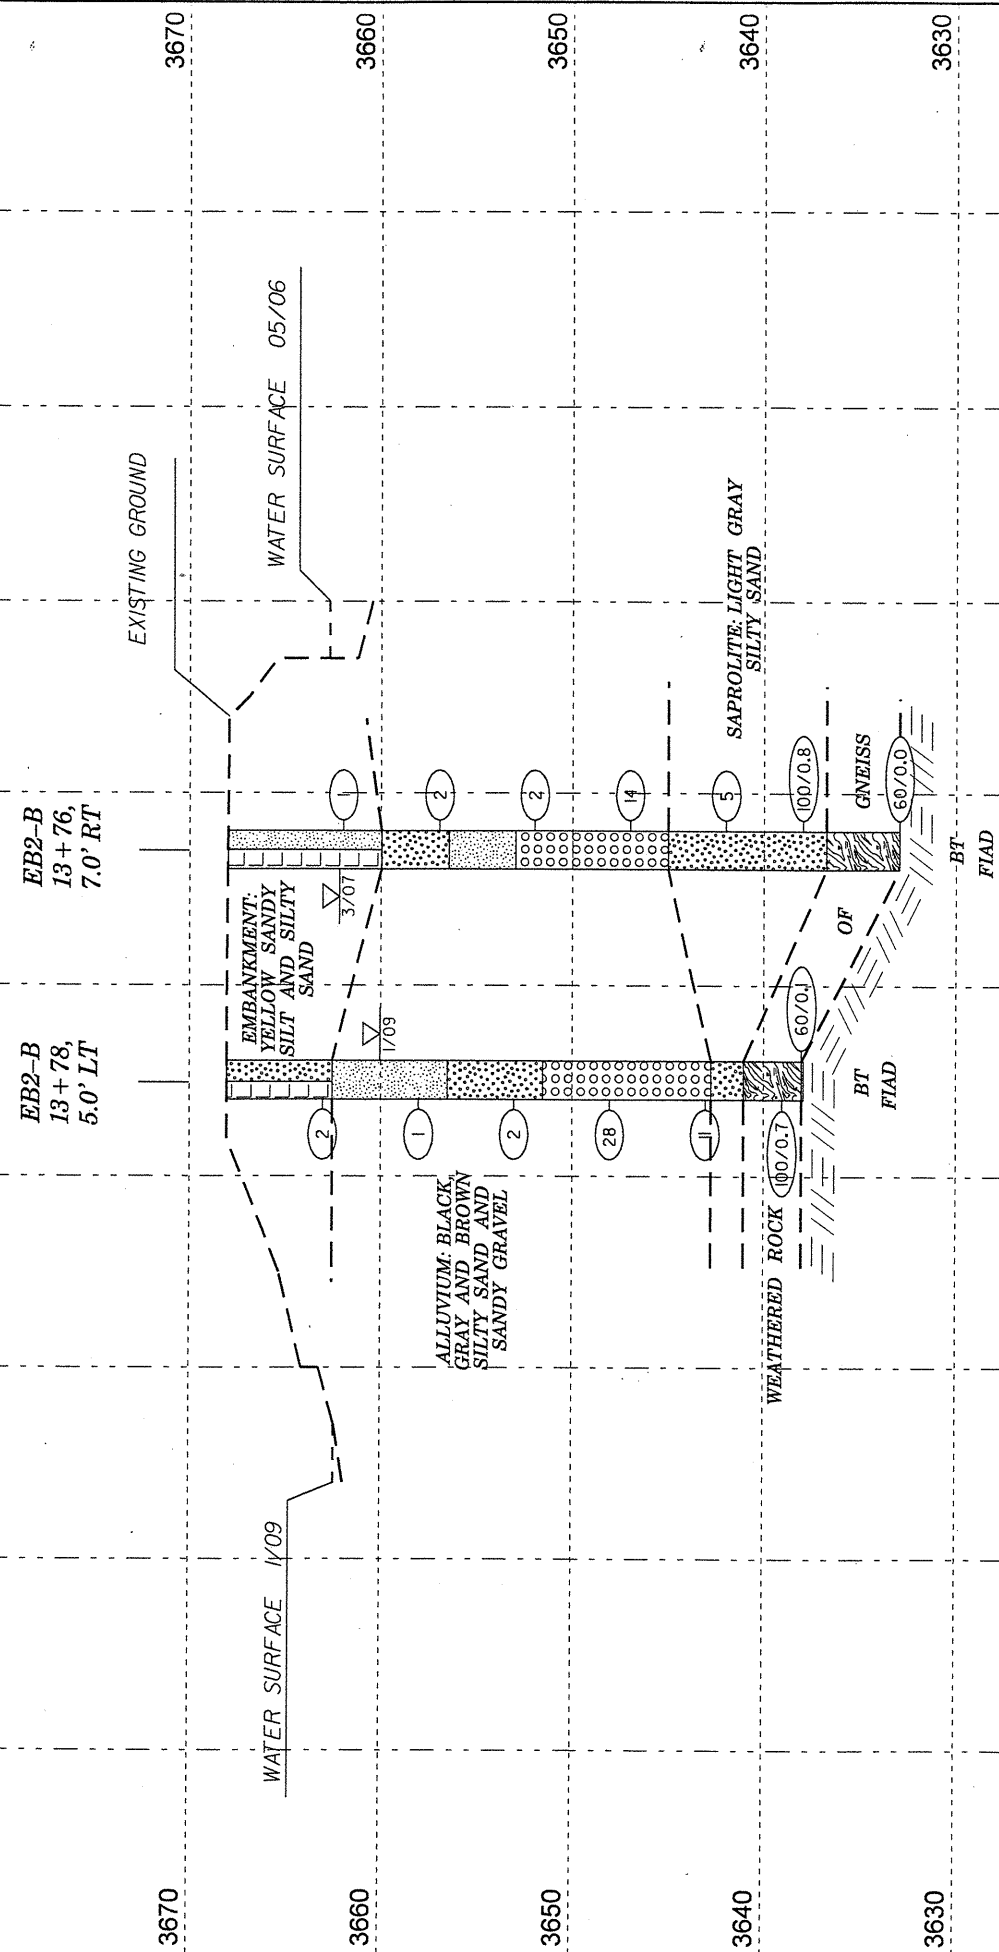 EB2-B
13+78,
5.0' LT
EB2-B
13+76,
7.0' RT
3670
3670
3660
3660
3650
3650
3640
3640
3630
3630
EXISTING GROUND
WATER SURFACE 05/06
WATER SURFACE 1/09
EMBANKMENT:
YELLOW SANDY
SILT AND SILTY
SAND
3/07
1/09
2
1
2
28
11
100/0.7
60/0.1
1
2
2
14
5
100/0.8
60/0.0
ALLUVIUM: BLACK,
GRAY AND BROWN
SILTY SAND AND
SANDY GRAVEL
SAPROLITE: LIGHT GRAY
SILTY SAND
WEATHERED ROCK
OF
GNEISS
BT
FIAD
BT
FIAD